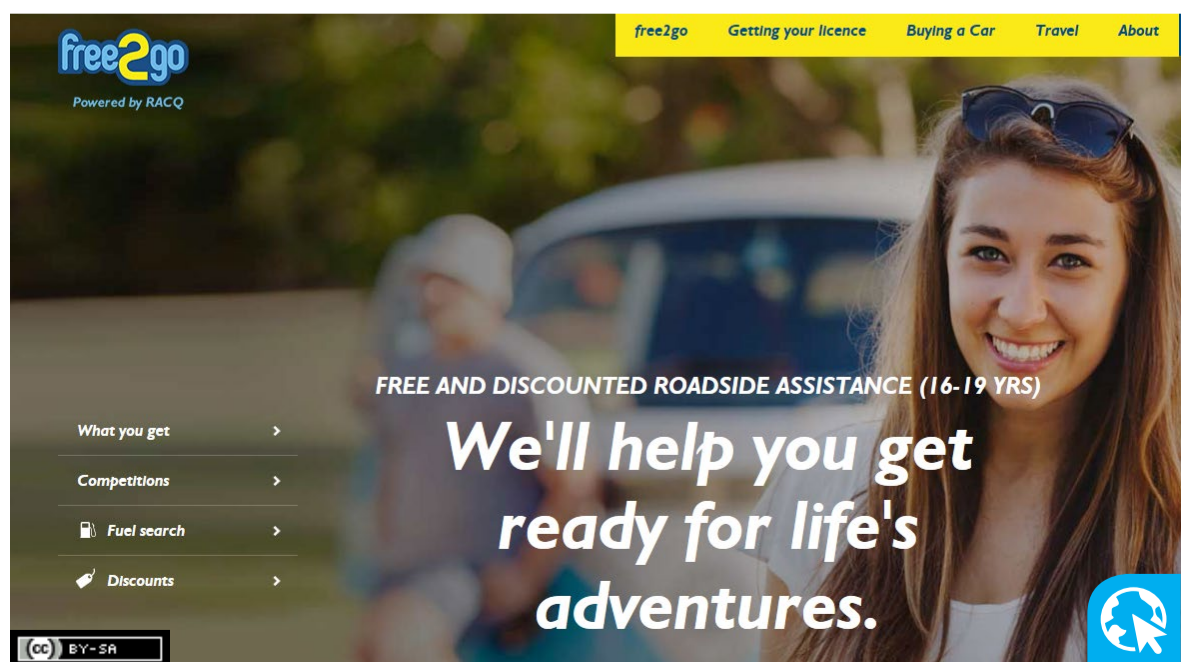 free2go
Powered by RACQ
free2go Getting your licence Buying a Car Travel About
FREE AND DISCOUNTED ROADSIDE ASSISTANCE (16-19 YRS)
We'll help you get
ready for life's
adventures.
What you get
Competitions
Fuel search
Discounts
(cc) BY-SA